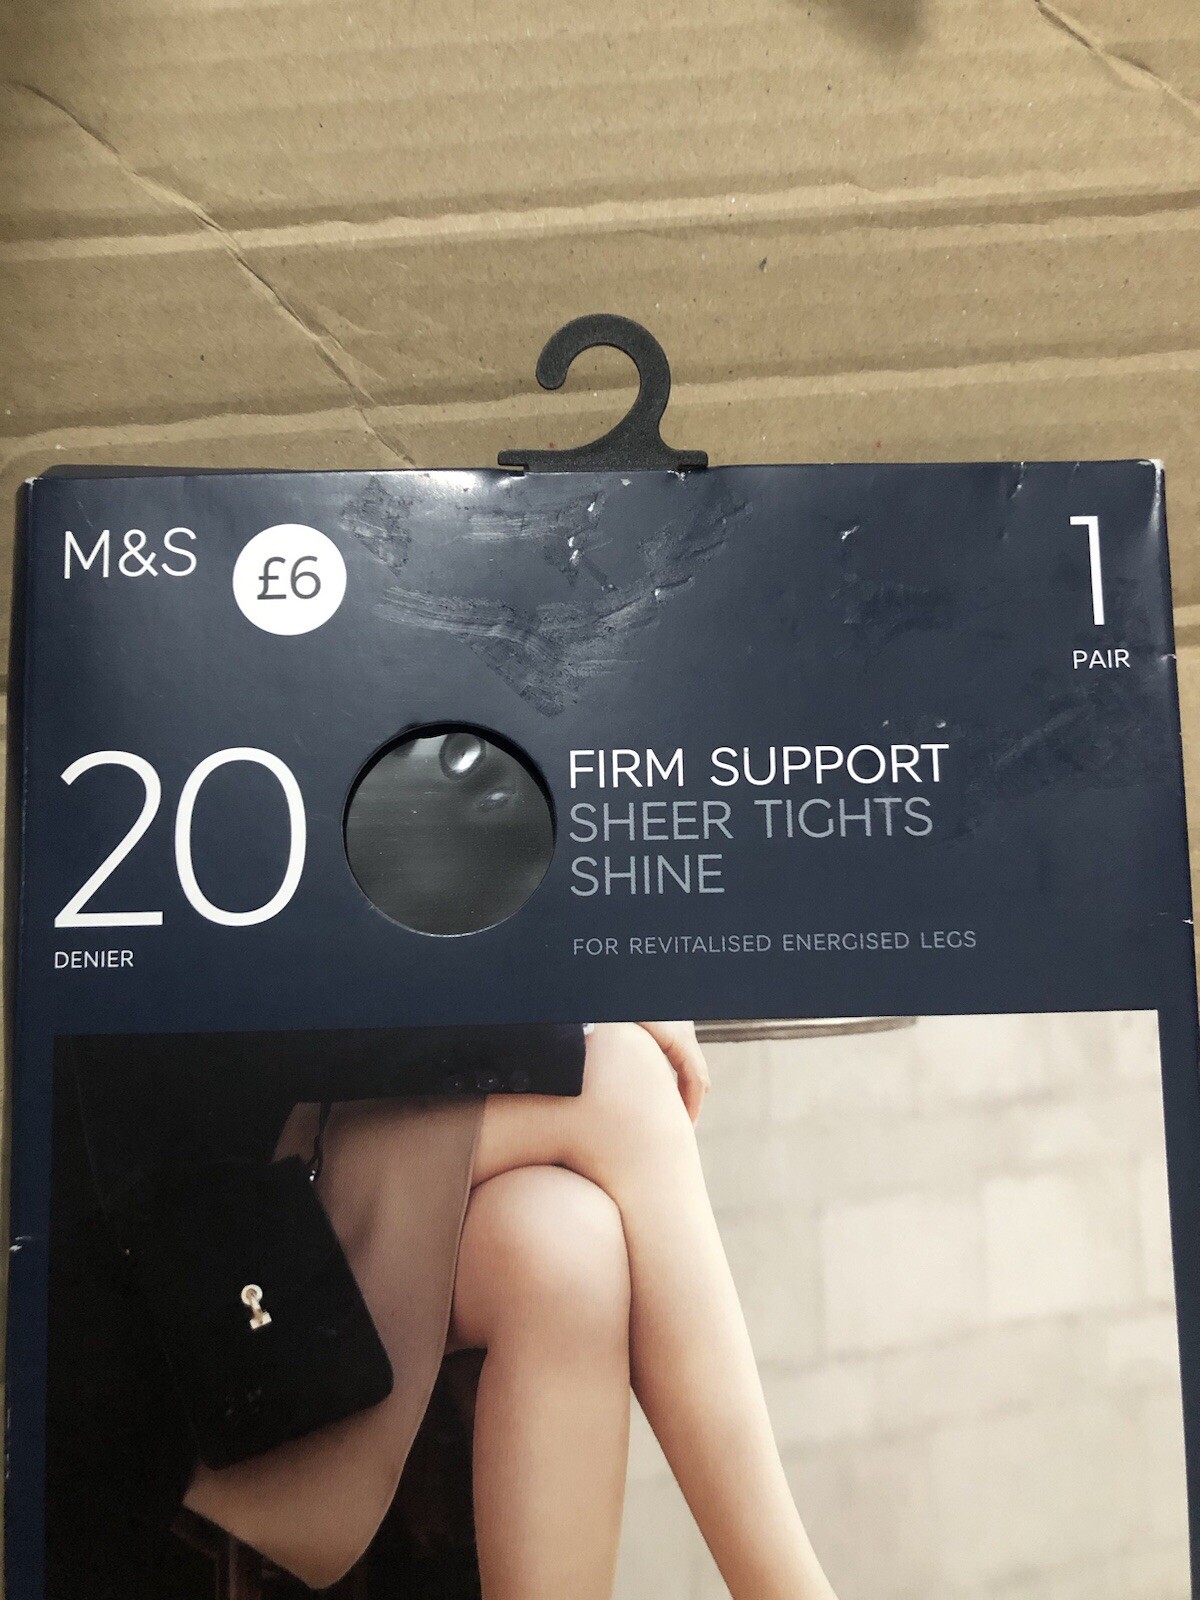 M&S
£6
1
PAIR
20
DENIER
FIRM SUPPORT
SHEER TIGHTS
SHINE
FOR REVITALISED ENERGISED LEGS